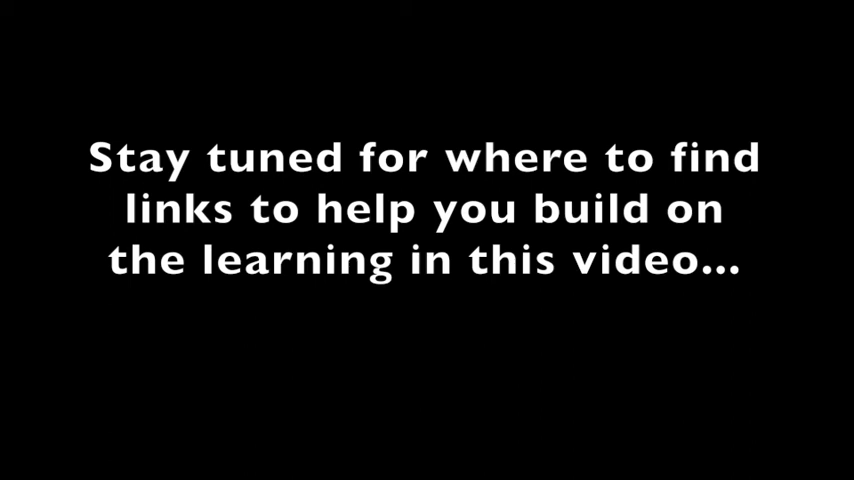 Stay tuned for where to find
links to help you build on
the learning in this video...